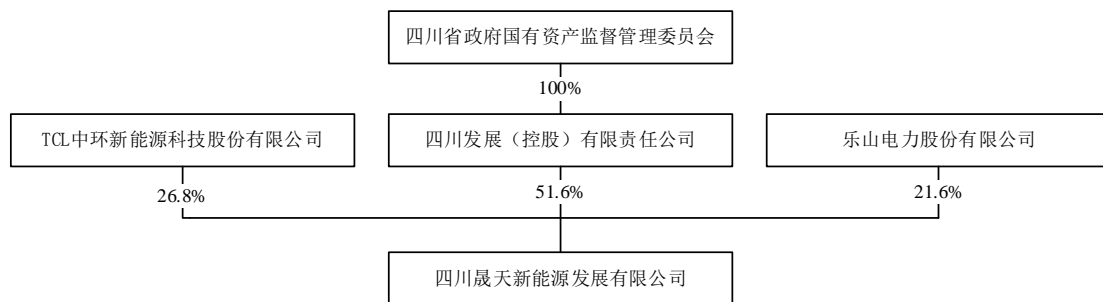 四川省政府国有资产监督管理委员会
100%
TCL中环新能源科技股份有限公司
四川发展（控股）有限责任公司
乐山电力股份有限公司
26.8%
51.6%
21.6%
四川晟天新能源发展有限公司